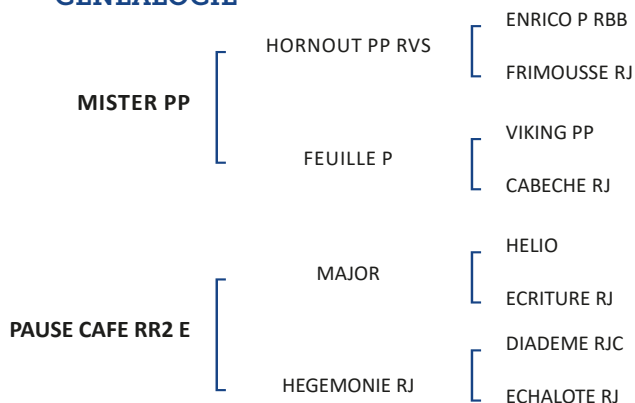 GÉNÉALOGIE
ENRICO P RBB
HORNOUT PP RVS
FRIMOUSSE RJ
MISTER PP
VIKING PP
FEUILLE P
CABECHE RJ
HELIO
MAJOR
ECRITURE RJ
PAUSE CAFE RR2 E
DIADEME RJC
HEGEMONIE RJ
ECHALOTE RJ